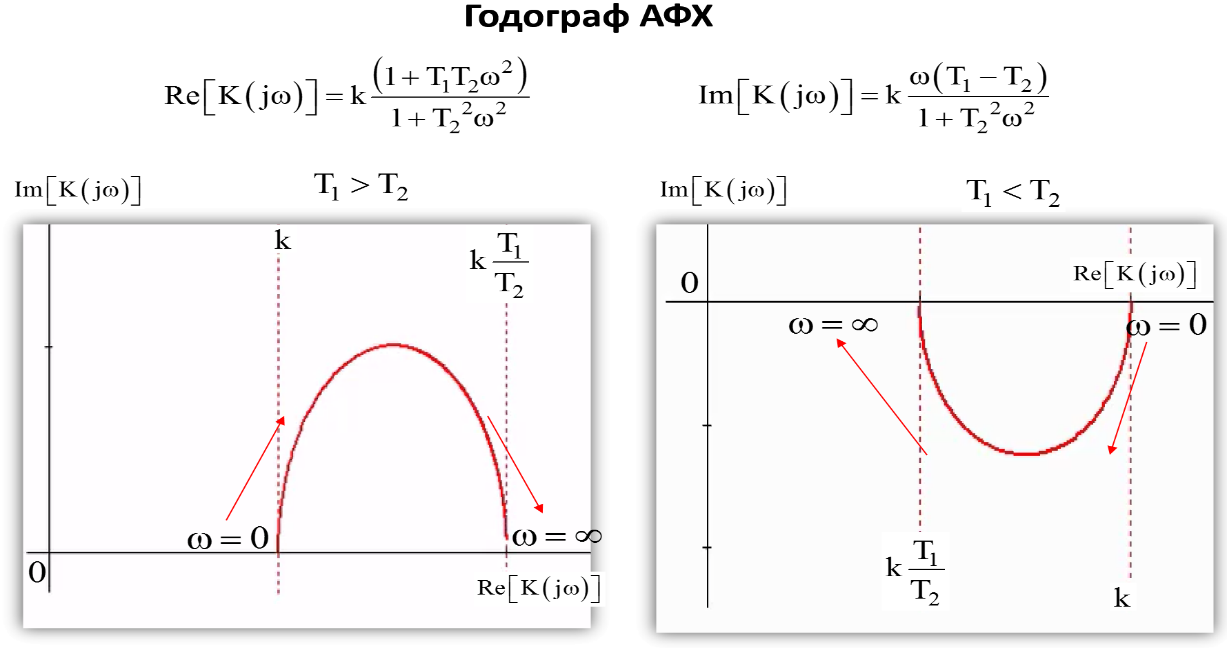 Годограф АФХ
Re[K(jω)] = k (1 + T₁T₂ω²) / (1 + T₂²ω²)
Im[K(jω)] = k ω(T₁ − T₂) / (1 + T₂²ω²)
Im[K(jω)]
T₁ > T₂
k
k T₁/T₂
ω = 0
ω = ∞
0
Re[K(jω)]
Im[K(jω)]
T₁ < T₂
0
Re[K(jω)]
ω = ∞
ω = 0
k T₁/T₂
k